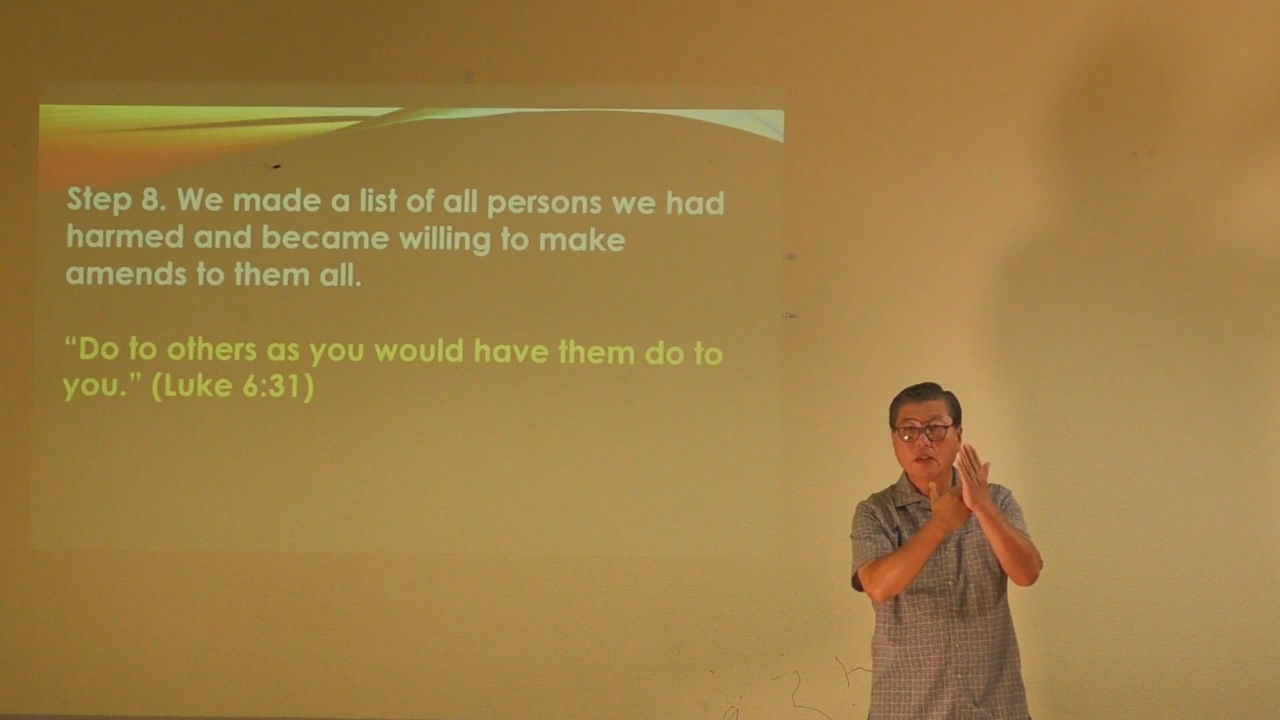 Step 8. We made a list of all persons we had
harmed and became willing to make
amends to them all.
“Do to others as you would have them do to
you.” (Luke 6:31)